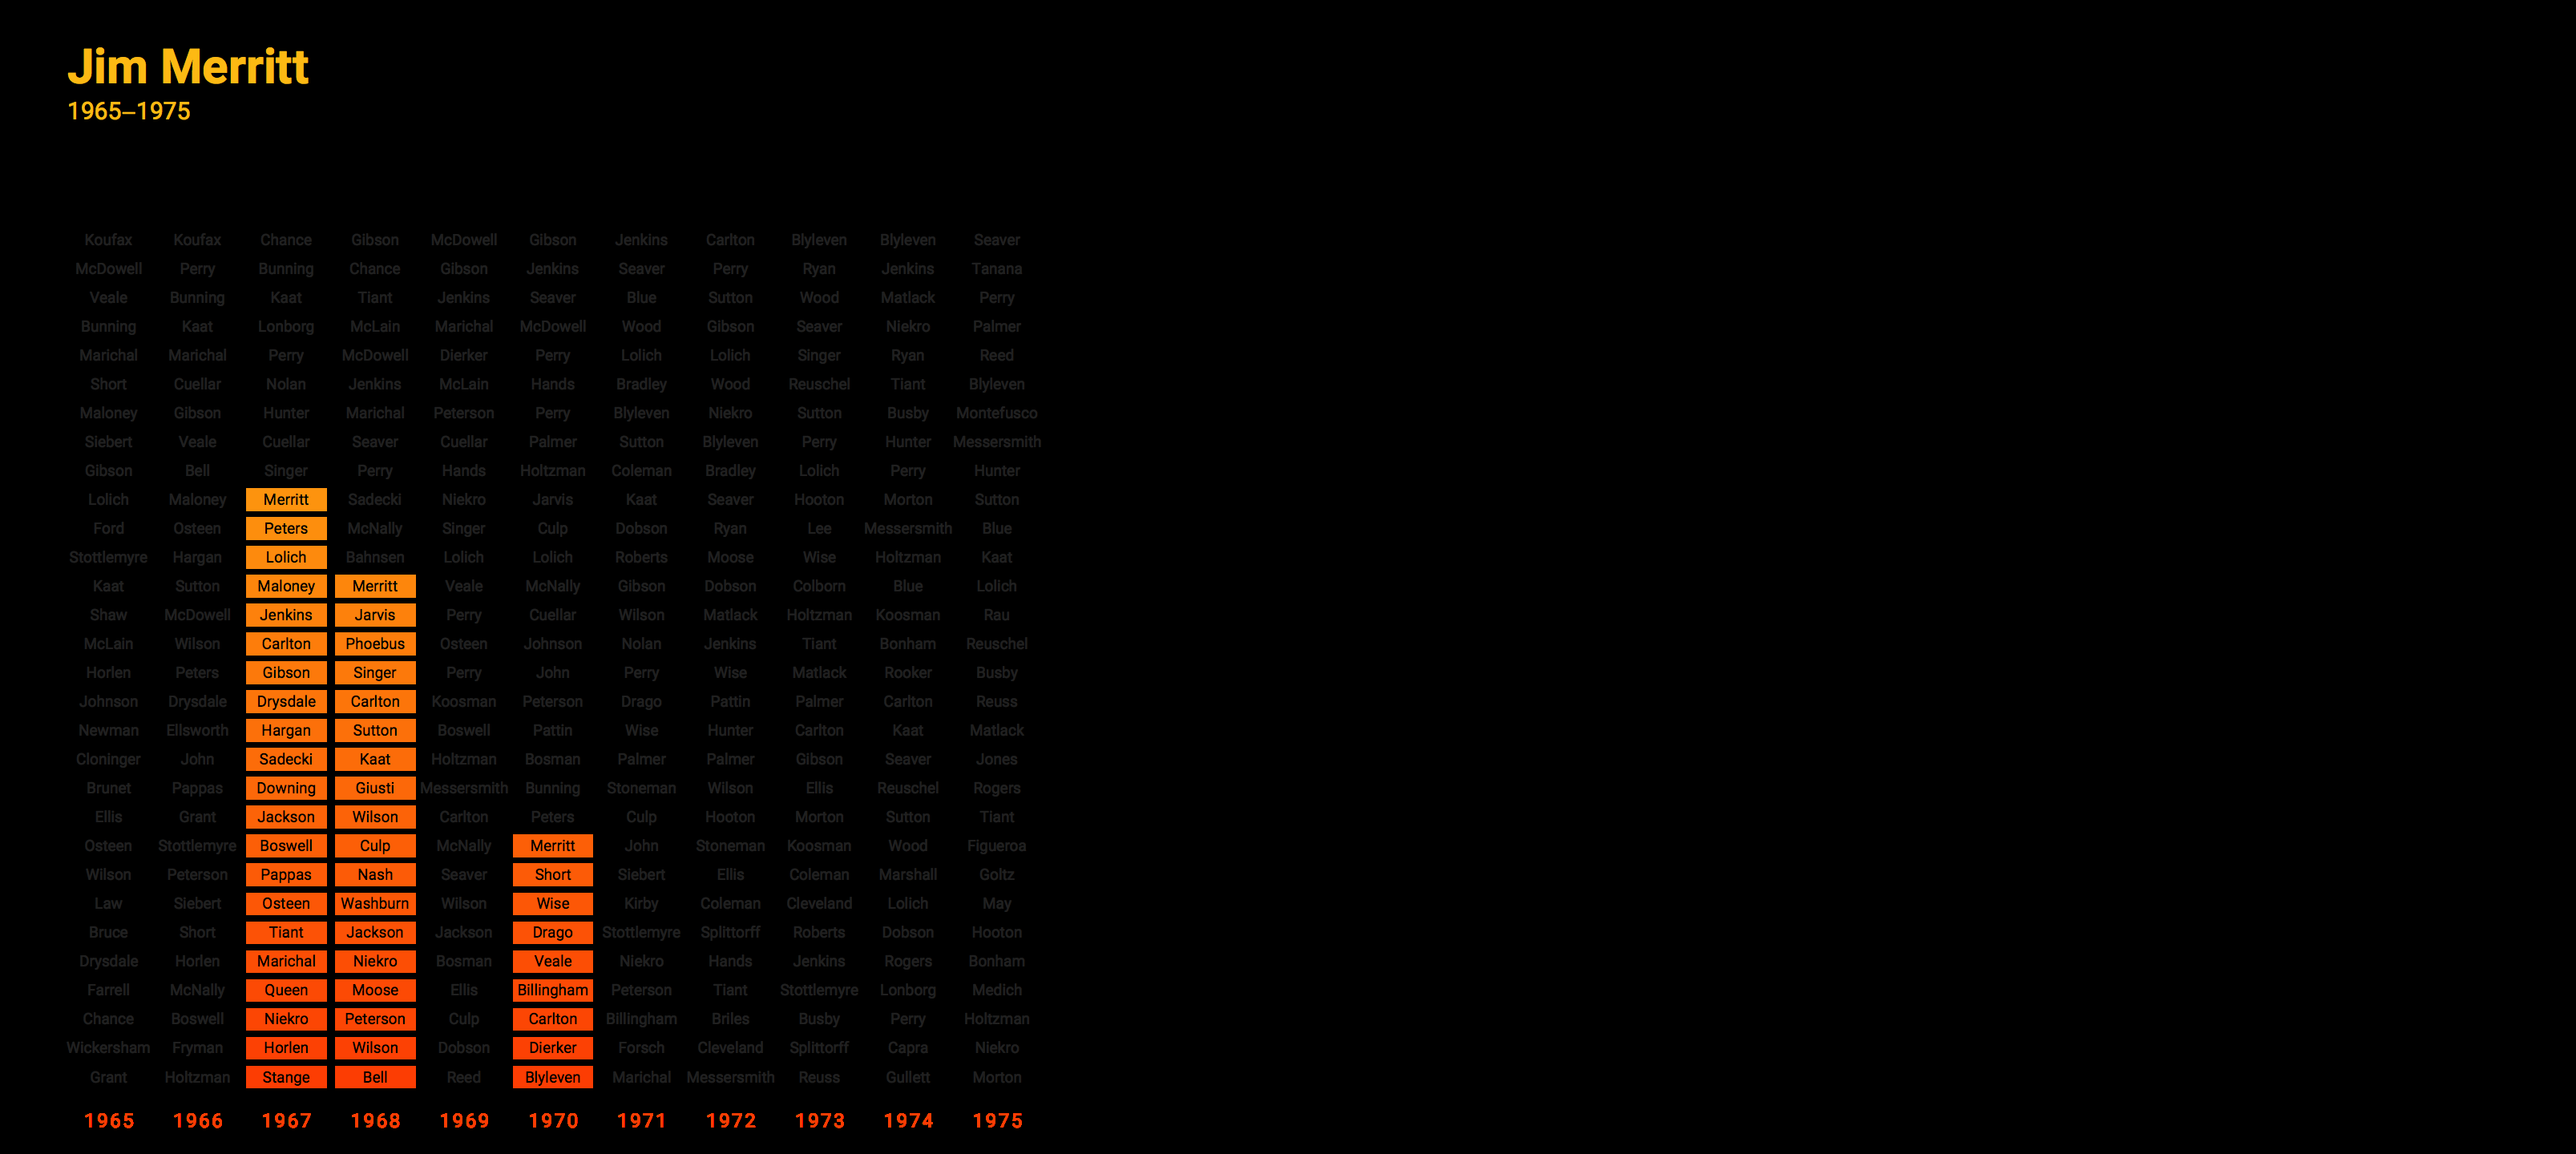 Jim Merritt
1965–1975
Koufax Koufax Chance Gibson McDowell Gibson Jenkins Carlton Blyleven Blyleven Seaver
McDowell Perry Bunning Chance Gibson Jenkins Seaver Perry Ryan Jenkins Tanana
Veale Bunning Kaat Tiant Jenkins Seaver Blue Sutton Wood Matlack Perry
Bunning Kaat Lonborg McLain Marichal McDowell Wood Gibson Seaver Niekro Palmer
Marichal Marichal Perry McDowell Dierker Perry Lolich Lolich Singer Ryan Reed
Short Cuellar Nolan Jenkins McLain Hands Bradley Wood Reuschel Tiant Blyleven
Maloney Gibson Hunter Marichal Peterson Perry Blyleven Niekro Sutton Busby Montefusco
Siebert Veale Cuellar Seaver Cuellar Palmer Sutton Blyleven Perry Hunter Messersmith
Gibson Bell Singer Perry Hands Holtzman Coleman Bradley Lolich Perry Hunter
Lolich Maloney Merritt Sadecki Niekro Jarvis Kaat Seaver Hooton Morton Sutton
Ford Osteen Peters McNally Singer Culp Dobson Ryan Lee Messersmith Blue
Stottlemyre Hargan Lolich Bahnsen Lolich Lolich Roberts Moose Wise Holtzman Kaat
Kaat Sutton Maloney Merritt Veale McNally Gibson Dobson Colborn Blue Lolich
Shaw McDowell Jenkins Jarvis Perry Cuellar Wilson Matlack Holtzman Koosman Rau
McLain Wilson Carlton Phoebus Osteen Johnson Nolan Jenkins Tiant Bonham Reuschel
Horlen Peters Gibson Singer Perry John Perry Wise Matlack Rooker Busby
Johnson Drysdale Drysdale Carlton Koosman Peterson Drago Pattin Palmer Carlton Reuss
Newman Ellsworth Hargan Sutton Boswell Pattin Wise Hunter Carlton Kaat Matlack
Cloninger John Sadecki Kaat Holtzman Bosman Palmer Palmer Gibson Seaver Jones
Brunet Pappas Downing Giusti Messersmith Bunning Stoneman Wilson Ellis Reuschel Rogers
Ellis Grant Jackson Wilson Carlton Peters Culp Hooton Morton Sutton Tiant
Osteen Stottlemyre Boswell Culp McNally Merritt John Stoneman Koosman Wood Figueroa
Wilson Peterson Pappas Nash Seaver Short Siebert Ellis Coleman Marshall Goltz
Law Siebert Osteen Washburn Wilson Wise Kirby Coleman Cleveland Lolich May
Bruce Short Tiant Jackson Jackson Drago Stottlemyre Splittorff Roberts Dobson Hooton
Drysdale Horlen Marichal Niekro Bosman Veale Niekro Hands Jenkins Rogers Bonham
Farrell McNally Queen Moose Ellis Billingham Peterson Tiant Stottlemyre Lonborg Medich
Chance Boswell Niekro Peterson Culp Carlton Billingham Briles Busby Perry Holtzman
Wickersham Fryman Horlen Wilson Dobson Dierker Forsch Cleveland Splittorff Capra Niekro
Grant Holtzman Stange Bell Reed Blyleven Marichal Messersmith Reuss Gullett Morton
1965 1966 1967 1968 1969 1970 1971 1972 1973 1974 1975